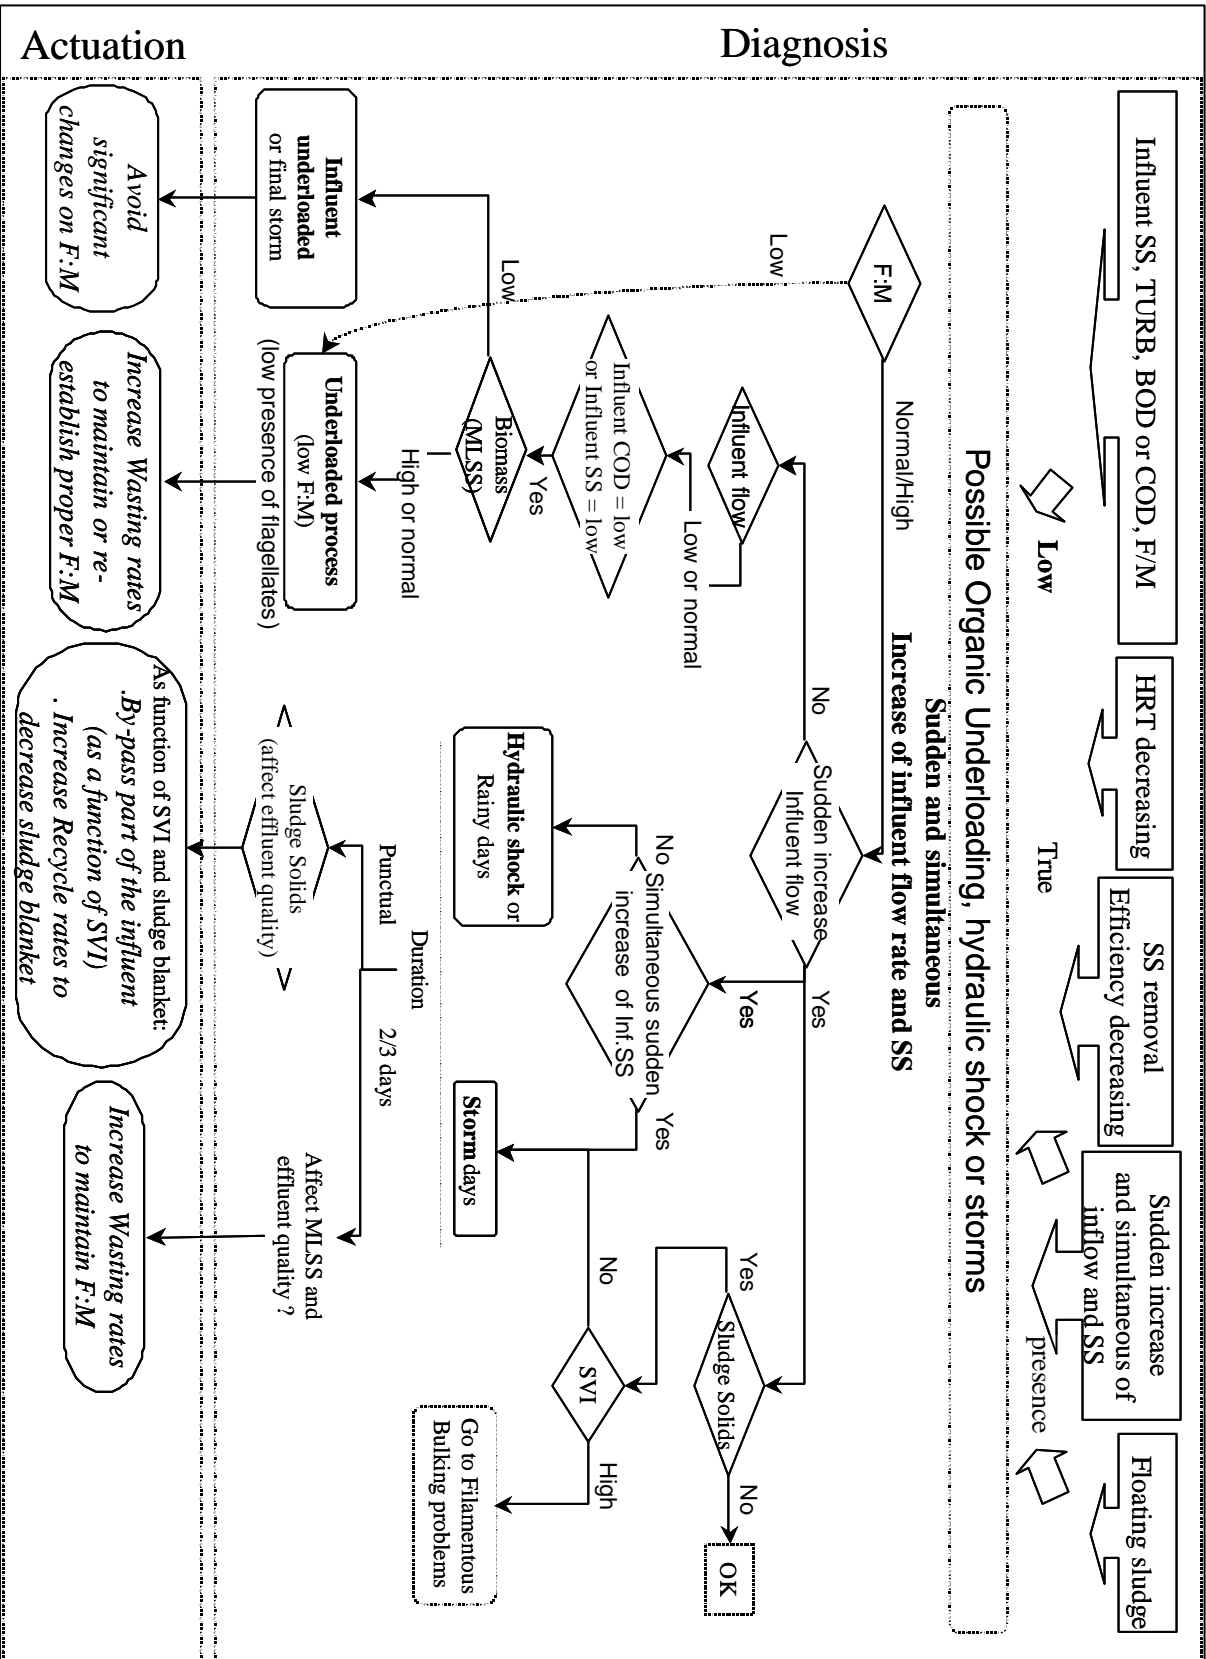 Diagnosis
Actuation
Influent SS, TURB, BOD or COD, F/M
HRT decreasing
SS removal
Efficiency decreasing
Sudden increase
and simultaneous of
inflow and SS
Floating sludge
Low
True
presence
Possible Organic Underloading, hydraulic shock or storms
Sudden and simultaneous
Increase of influent flow rate and SS
F:M
Low
Normal/High
Influent flow
Low or normal
No
Sudden increase
Influent flow
Yes
Influent COD = low
or Influent SS = low
Yes
Biomass
(MLSS)
Low
High or normal
Simultaneous sudden
increase of Inf.SS
Yes
No
Yes
Sludge Solids
Yes
No
OK
SVI
No
High
Go to Filamentous
Bulking problems
Influent
underloaded
or final storm
Underloaded process
(low F:M)
(low presence of flagellates)
Hydraulic shock or
Rainy days
Storm days
Duration
Punctual
2/3 days
< Sludge Solids >
(affect effluent quality)
Affect MLSS and
effluent quality ?
Avoid
significant
changes on F:M
Increase Wasting rates
to maintain or re-
establish proper F:M
As function of SVI and sludge blanket:
.By-pass part of the influent
(as a function of SVI)
. Increase Recycle rates to
decrease sludge blanket
Increase Wasting rates
to maintain F:M